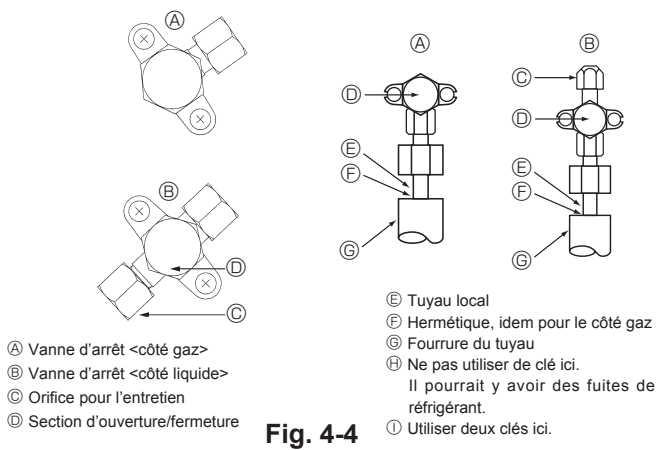 Ⓐ
Ⓑ
Ⓓ
Ⓒ
Ⓐ Vanne d'arrêt <côté gaz>
Ⓑ Vanne d'arrêt <côté liquide>
Ⓒ Orifice pour l'entretien
Ⓓ Section d'ouverture/fermeture
Fig. 4-4
Ⓐ
Ⓓ
Ⓔ
Ⓕ
Ⓖ
Ⓑ
Ⓒ
Ⓓ
Ⓔ
Ⓕ
Ⓖ
Ⓔ Tuyau local
Ⓕ Hermétique, idem pour le côté gaz
Ⓖ Fourrure du tuyau
Ⓗ Ne pas utiliser de clé ici.
Il pourrait y avoir des fuites de
réfrigérant.
Ⓘ Utiliser deux clés ici.